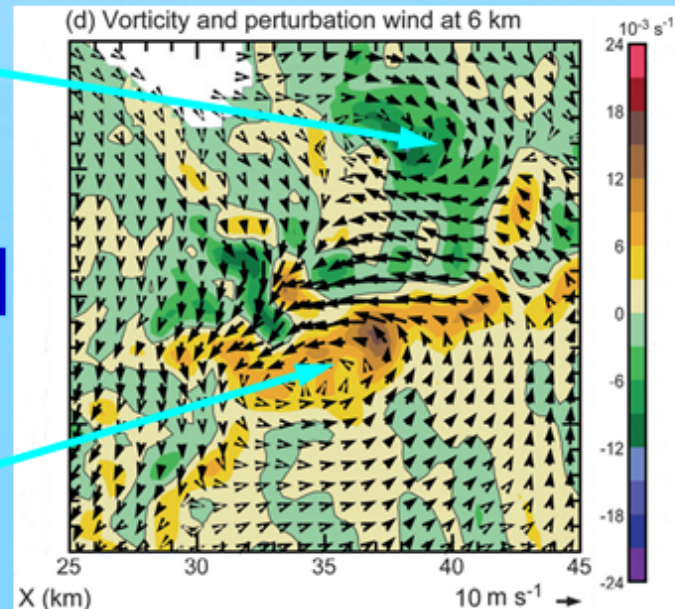 (d) Vorticity and perturbation wind at 6 km
10⁻³ s⁻¹
24
18
12
6
0
-6
-12
-18
-24
25 30 35 40 45
X (km)
10 m s⁻¹